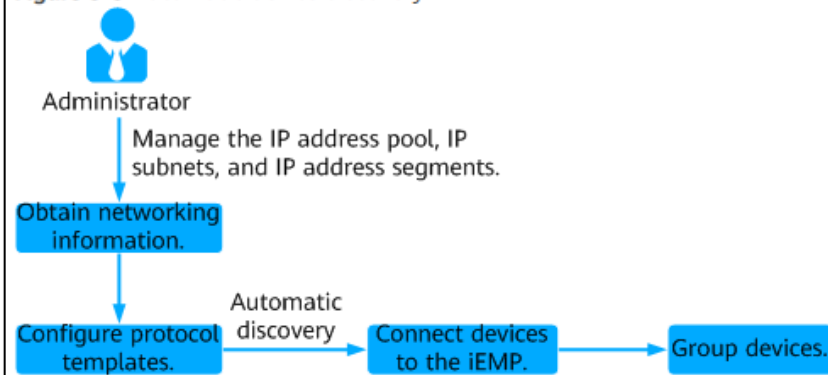 Administrator
Manage the IP address pool, IP
subnets, and IP address segments.
Obtain networking
information.
Automatic
discovery
Configure protocol
templates.
Connect devices
to the iEMP.
Group devices.